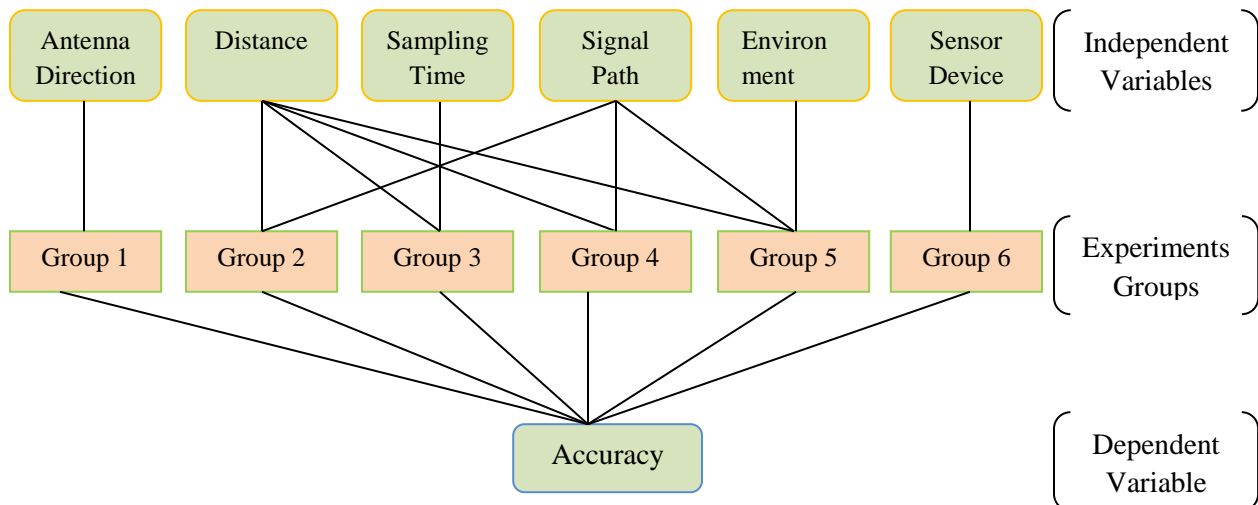 Antenna
Direction
Distance
Sampling
Time
Signal
Path
Environ
ment
Sensor
Device
Independent
Variables
Group 1
Group 2
Group 3
Group 4
Group 5
Group 6
Experiments
Groups
Accuracy
Dependent
Variable